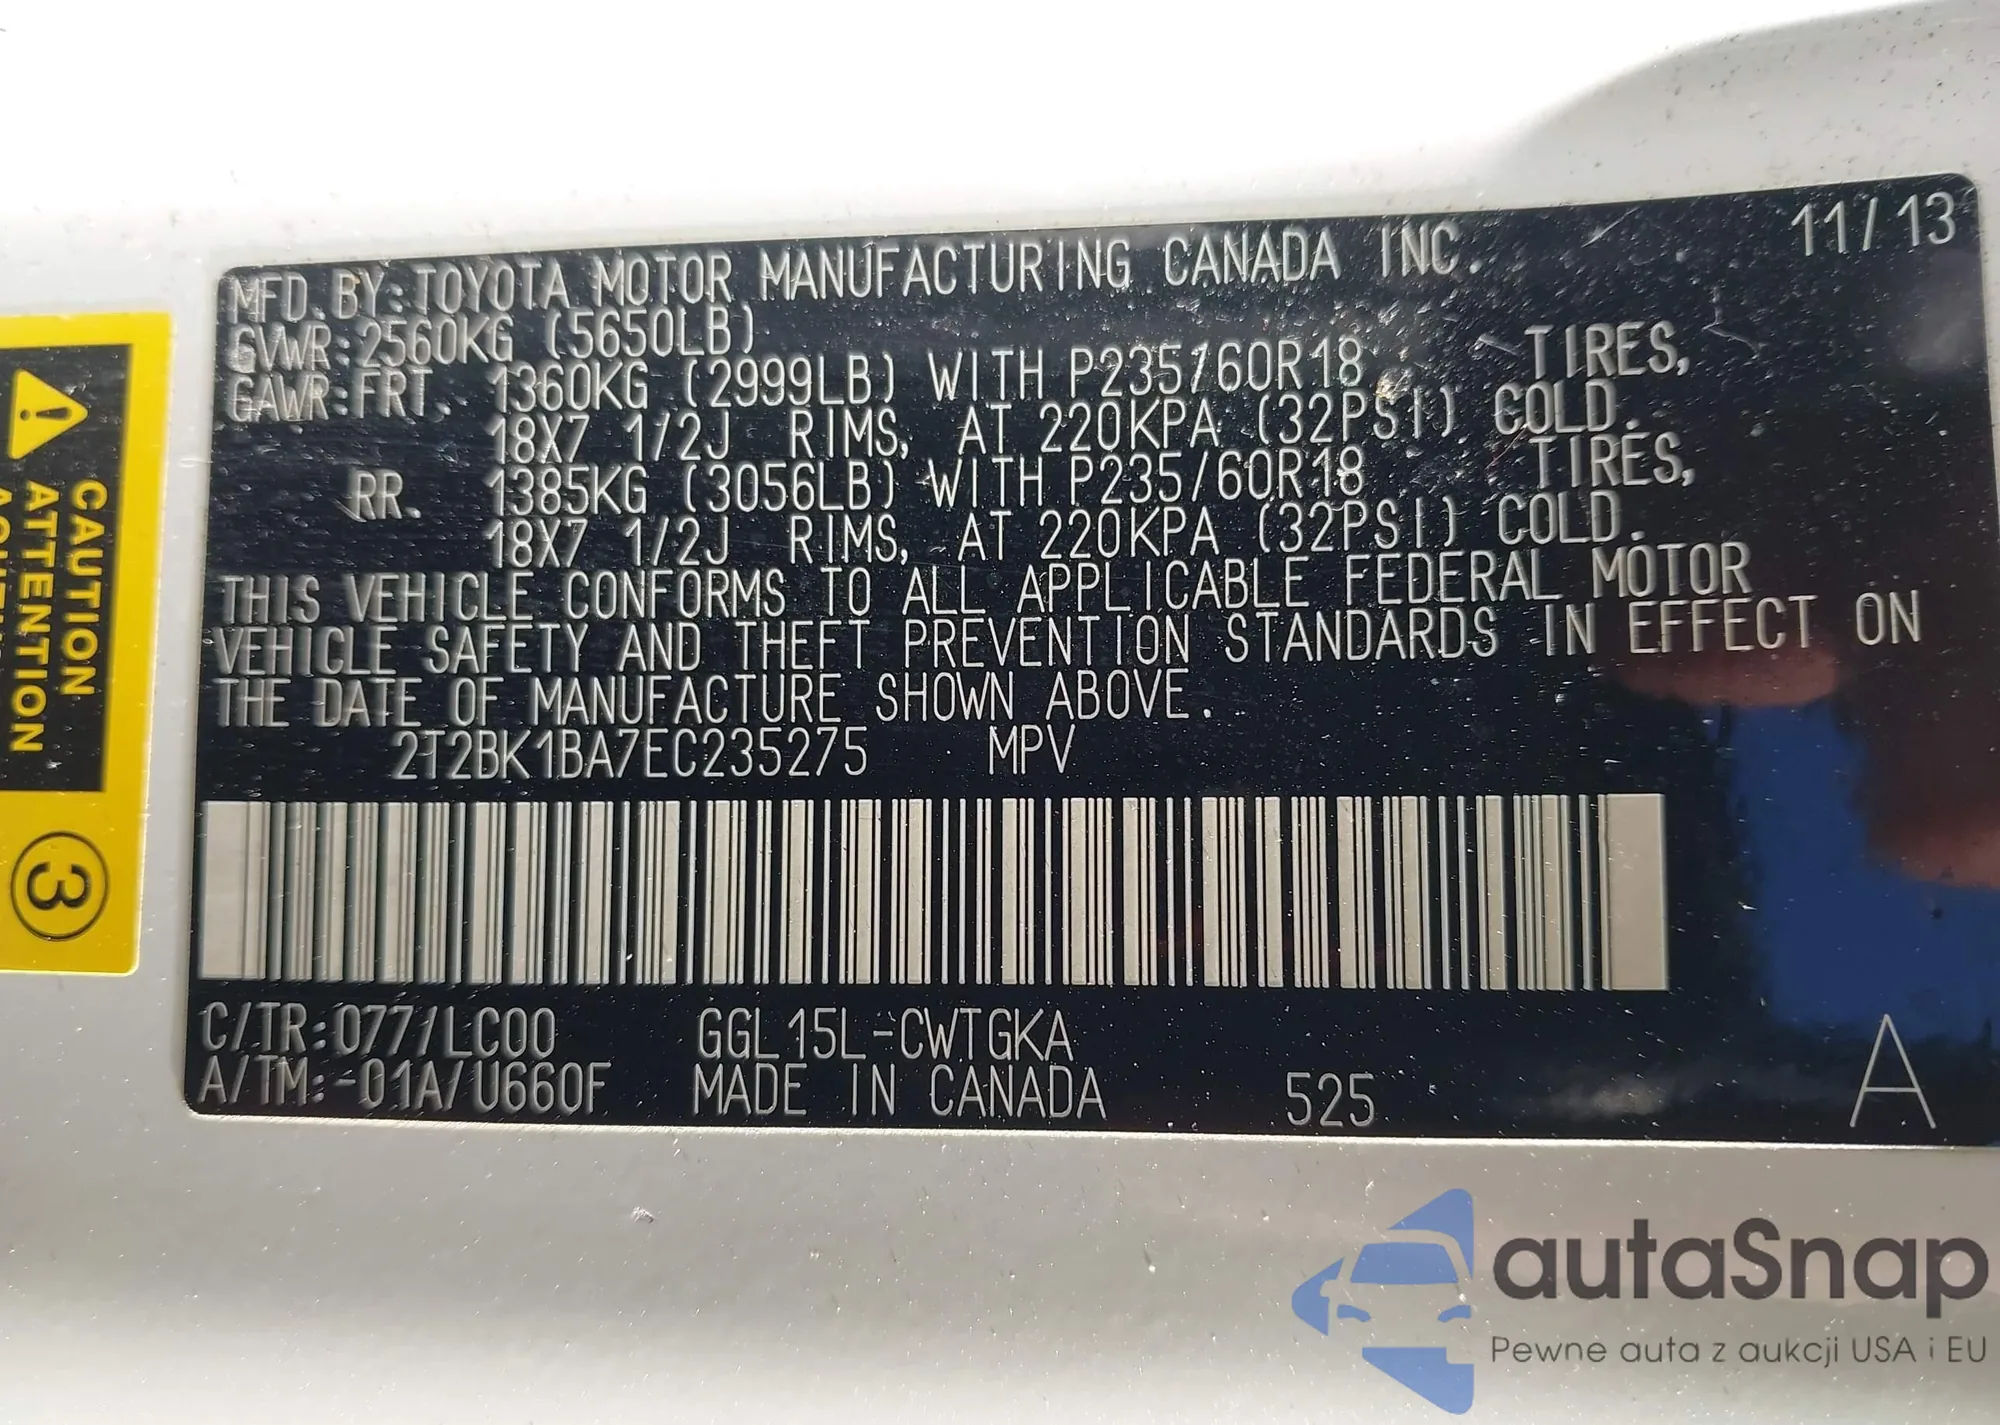 11/13
MFD. BY: TOYOTA MOTOR MANUFACTURING CANADA INC.
GVWR: 2560KG (5650LB)
GAWR: FRT. 1360KG (2999LB) WITH P235/60R18 TIRES,
18X7 1/2J RIMS, AT 220KPA (32PSI) COLD.
RR. 1385KG (3056LB) WITH P235/60R18 TIRES,
18X7 1/2J RIMS, AT 220KPA (32PSI) COLD.
THIS VEHICLE CONFORMS TO ALL APPLICABLE FEDERAL MOTOR
VEHICLE SAFETY AND THEFT PREVENTION STANDARDS IN EFFECT ON
THE DATE OF MANUFACTURE SHOWN ABOVE.
2T2BK1BA7EC235275 MPV
C/TR: 077/LC00 GGL15L-CWTGKA
A/TM: -01A/U660F MADE IN CANADA 525 A
CAUTION
ATTENTION
3
autaSnap
Pewne auta z aukcji USA i EU